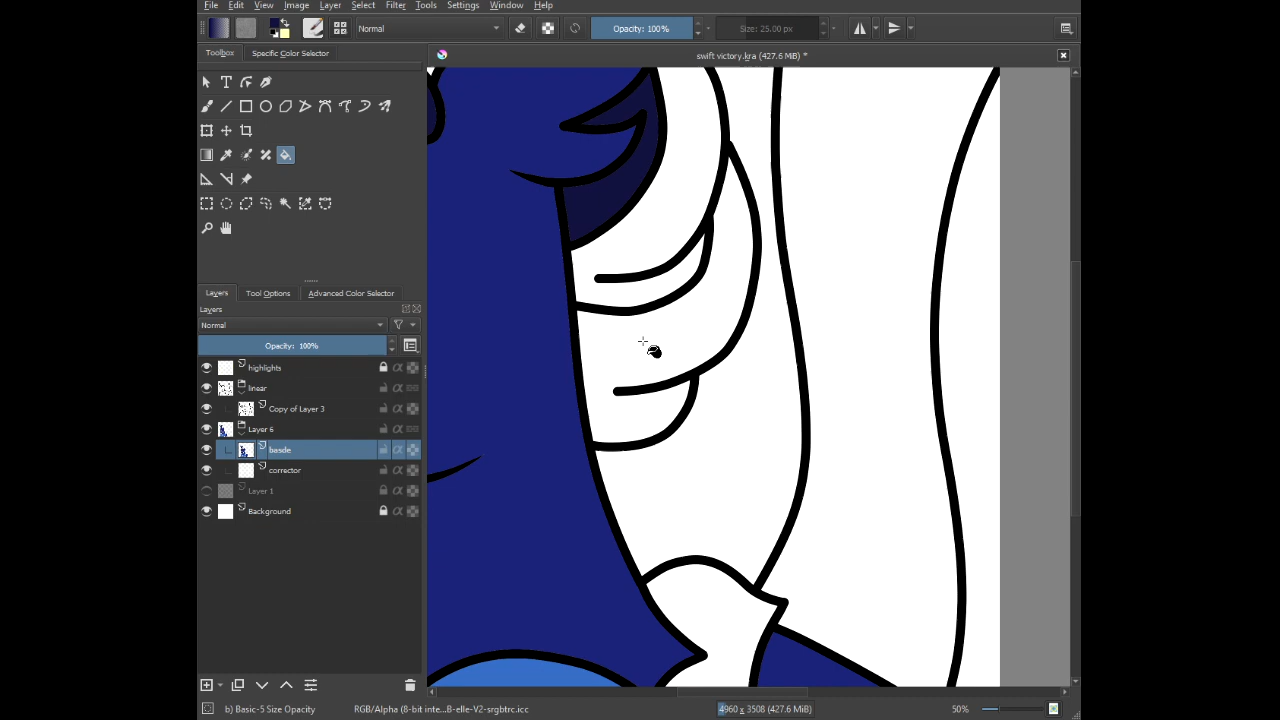 File Edit View Image Layer Select Filter Tools Settings Window Help
Normal Opacity: 100% Size: 25.00 px
Toolbox Specific Color Selector swift victory.kra (427.6 MiB) *
Layers Tool Options Advanced Color Selector
Layers
Normal
Opacity: 100%
highlights
linear
Copy of Layer 3
Layer 6
basde
corrector
Layer 1
Background
b) Basic-5 Size Opacity RGB/Alpha (8-bit inte...B-elle-V2-srgbtrc.icc 4960 x 3508 (427.6 MiB) 50%